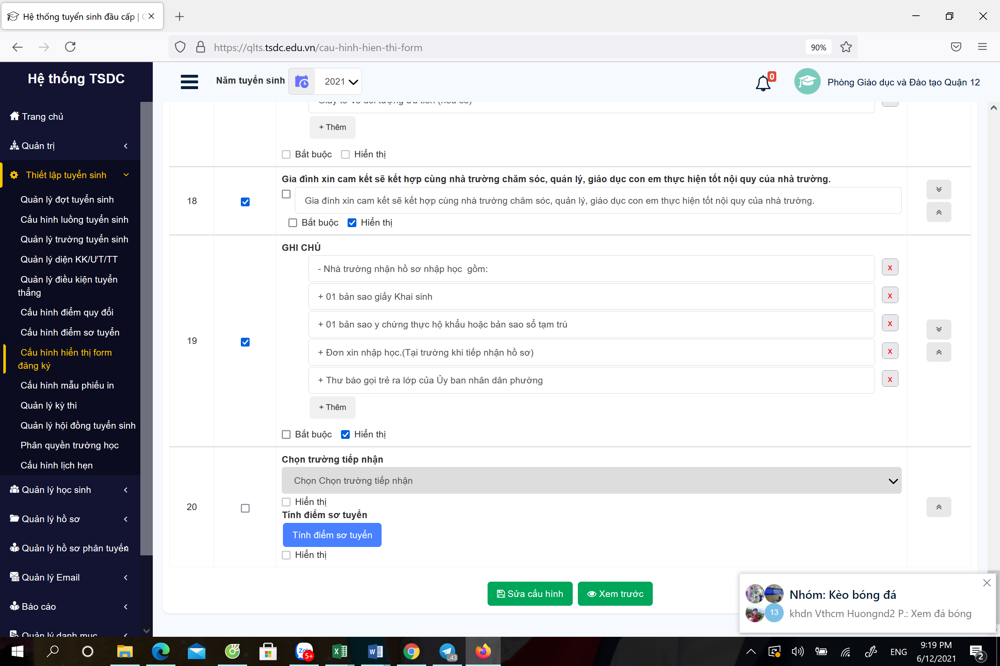 Hệ thống tuyển sinh đầu cấp | C
https://qlts.tsdc.edu.vn/cau-hinh-hien-thi-form
90%
Hệ thống TSDC
Năm tuyển sinh
2021
0
Phòng Giáo dục và Đào tạo Quận 12
Trang chủ
Quản trị
Thiết lập tuyển sinh
Quản lý đợt tuyển sinh
Cấu hình luồng tuyển sinh
Quản lý trường tuyển sinh
Quản lý diện KK/ƯT/TT
Quản lý điều kiện tuyển
thẳng
Cấu hình điểm quy đổi
Cấu hình điểm sơ tuyển
Cấu hình hiển thị form
đăng ký
Cấu hình mẫu phiếu in
Quản lý kỳ thi
Quản lý hội đồng tuyển sinh
Phân quyền trường học
Cấu hình lịch hẹn
Quản lý học sinh
Quản lý hồ sơ
Quản lý hồ sơ phân tuyến
Quản lý Email
Báo cáo
Quản lý danh mục
Giấy tờ về đối tượng ưu tiên (nếu có)
+ Thêm
Bắt buộc Hiển thị
18
Gia đình xin cam kết sẽ kết hợp cùng nhà trường chăm sóc, quản lý, giáo dục con em thực hiện tốt nội quy của nhà trường.
Gia đình xin cam kết sẽ kết hợp cùng nhà trường chăm sóc, quản lý, giáo dục con em thực hiện tốt nội quy của nhà trường.
Bắt buộc Hiển thị
19
GHI CHÚ
- Nhà trường nhận hồ sơ nhập học  gồm:
x
+ 01 bản sao giấy Khai sinh
x
+ 01 bản sao y chứng thực hộ khẩu hoặc bản sao sổ tạm trú
x
+ Đơn xin nhập học.(Tại trường khi tiếp nhận hồ sơ)
x
+ Thư báo gọi trẻ ra lớp của Ủy ban nhân dân phường
x
+ Thêm
Bắt buộc Hiển thị
20
Chọn trường tiếp nhận
Chọn Chọn trường tiếp nhận
Hiển thị
Tính điểm sơ tuyển
Tính điểm sơ tuyển
Hiển thị
Sửa cấu hình
Xem trước
Nhóm: Kèo bóng đá
13
khdn Vthcm Huongnd2 P.: Xem đá bóng
Zalo
5+
..43
ENG
9:19 PM
6/12/2021
2